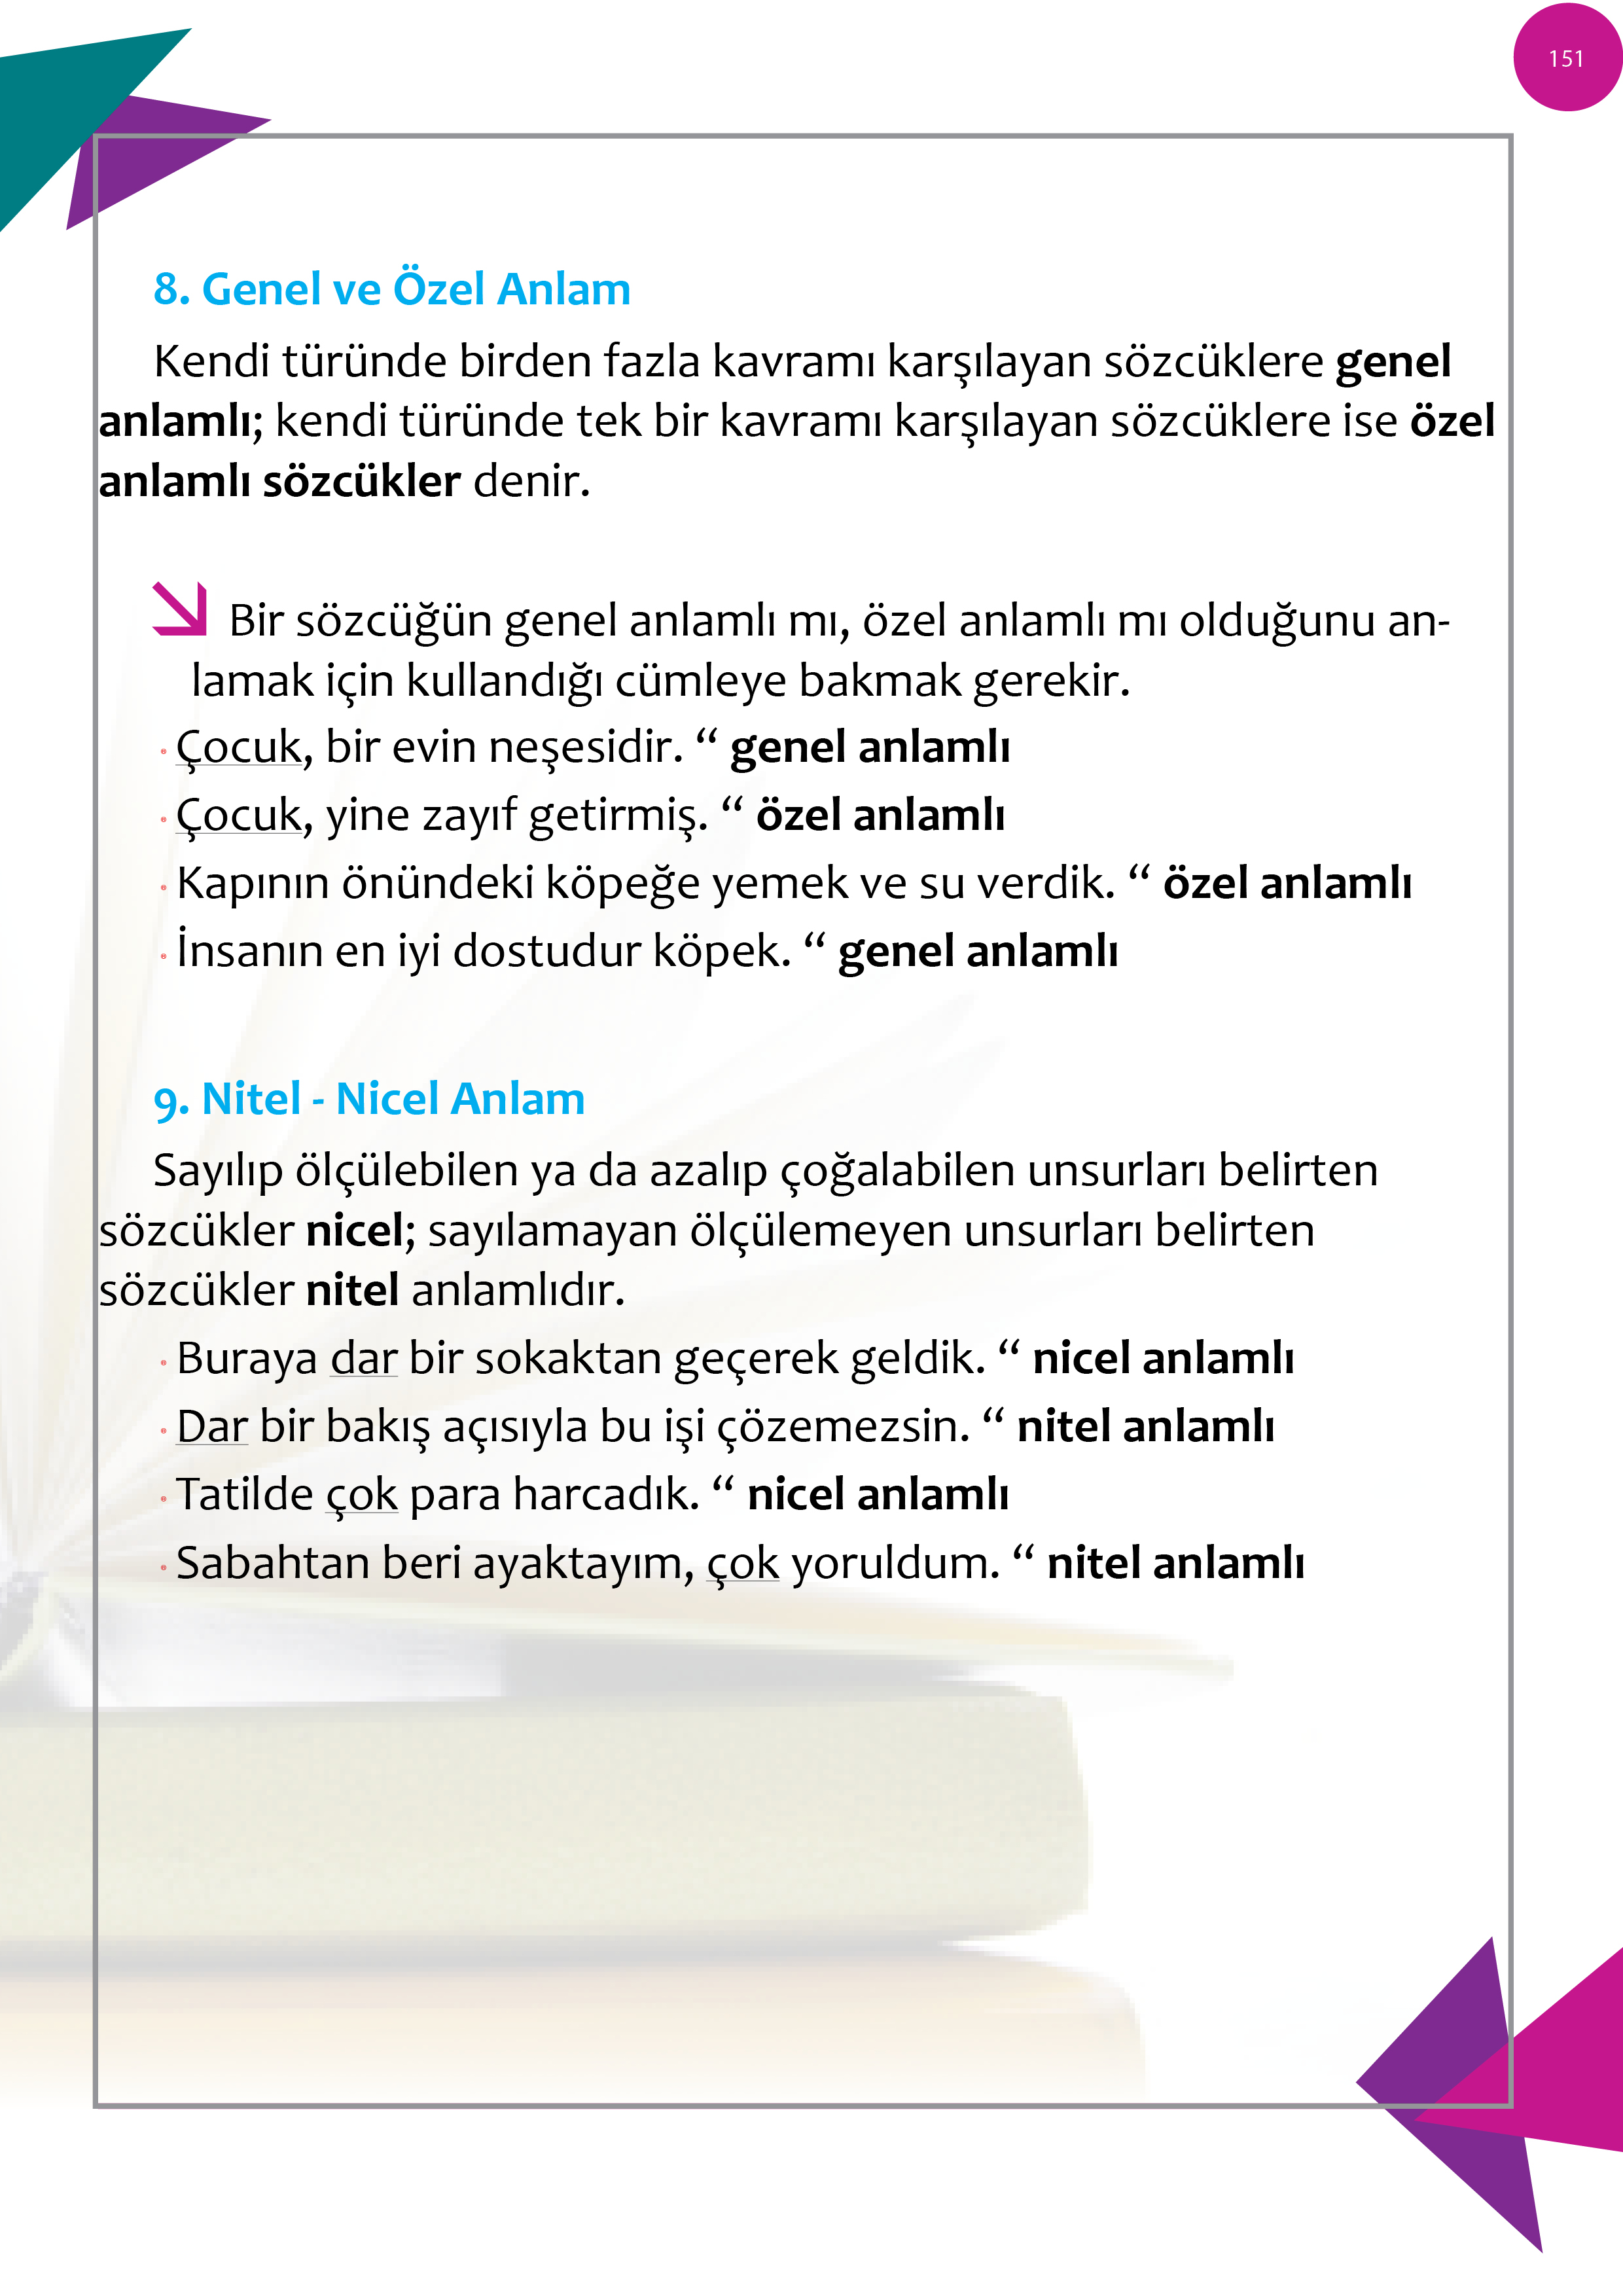 151
8. Genel ve Özel Anlam
Kendi türünde birden fazla kavramı karşılayan sözcüklere genel
anlamlı; kendi türünde tek bir kavramı karşılayan sözcüklere ise özel
anlamlı sözcükler denir.
Bir sözcüğün genel anlamlı mı, özel anlamlı mı olduğunu an-
lamak için kullandığı cümleye bakmak gerekir.
• Çocuk, bir evin neşesidir. “ genel anlamlı
• Çocuk, yine zayıf getirmiş. “ özel anlamlı
• Kapının önündeki köpeğe yemek ve su verdik. “ özel anlamlı
• İnsanın en iyi dostudur köpek. “ genel anlamlı
9. Nitel - Nicel Anlam
Sayılıp ölçülebilen ya da azalıp çoğalabilen unsurları belirten
sözcükler nicel; sayılamayan ölçülemeyen unsurları belirten
sözcükler nitel anlamlıdır.
• Buraya dar bir sokaktan geçerek geldik. “ nicel anlamlı
• Dar bir bakış açısıyla bu işi çözemezsin. “ nitel anlamlı
• Tatilde çok para harcadık. “ nicel anlamlı
• Sabahtan beri ayaktayım, çok yoruldum. “ nitel anlamlı